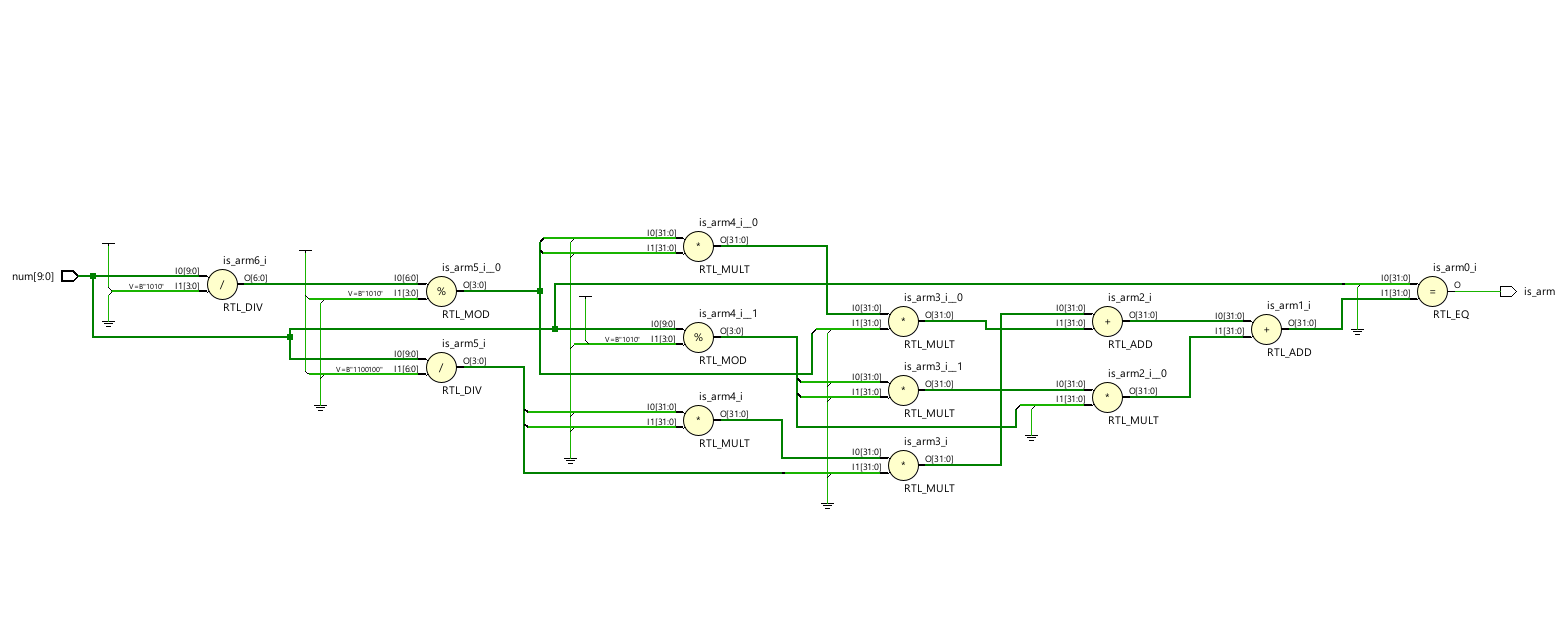 num[9:0]
is_arm6_i
I0[9:0]
V=B"1010"
I1[3:0]
/
O[6:0]
RTL_DIV
is_arm5_i__0
I0[6:0]
V=B"1010"
I1[3:0]
%
O[3:0]
RTL_MOD
is_arm5_i
I0[9:0]
V=B"1100100"
I1[6:0]
/
O[3:0]
RTL_DIV
is_arm4_i__0
I0[31:0]
I1[31:0]
*
O[31:0]
RTL_MULT
is_arm4_i__1
I0[9:0]
V=B"1010"
I1[3:0]
%
O[3:0]
RTL_MOD
is_arm4_i
I0[31:0]
I1[31:0]
*
O[31:0]
RTL_MULT
is_arm3_i__0
I0[31:0]
I1[31:0]
*
O[31:0]
RTL_MULT
is_arm3_i__1
I0[31:0]
I1[31:0]
*
O[31:0]
RTL_MULT
is_arm3_i
I0[31:0]
I1[31:0]
*
O[31:0]
RTL_MULT
is_arm2_i
I0[31:0]
I1[31:0]
+
O[31:0]
RTL_ADD
is_arm2_i__0
I0[31:0]
I1[31:0]
*
O[31:0]
RTL_MULT
is_arm1_i
I0[31:0]
I1[31:0]
+
O[31:0]
RTL_ADD
is_arm0_i
I0[31:0]
I1[31:0]
=
O
RTL_EQ
is_arm